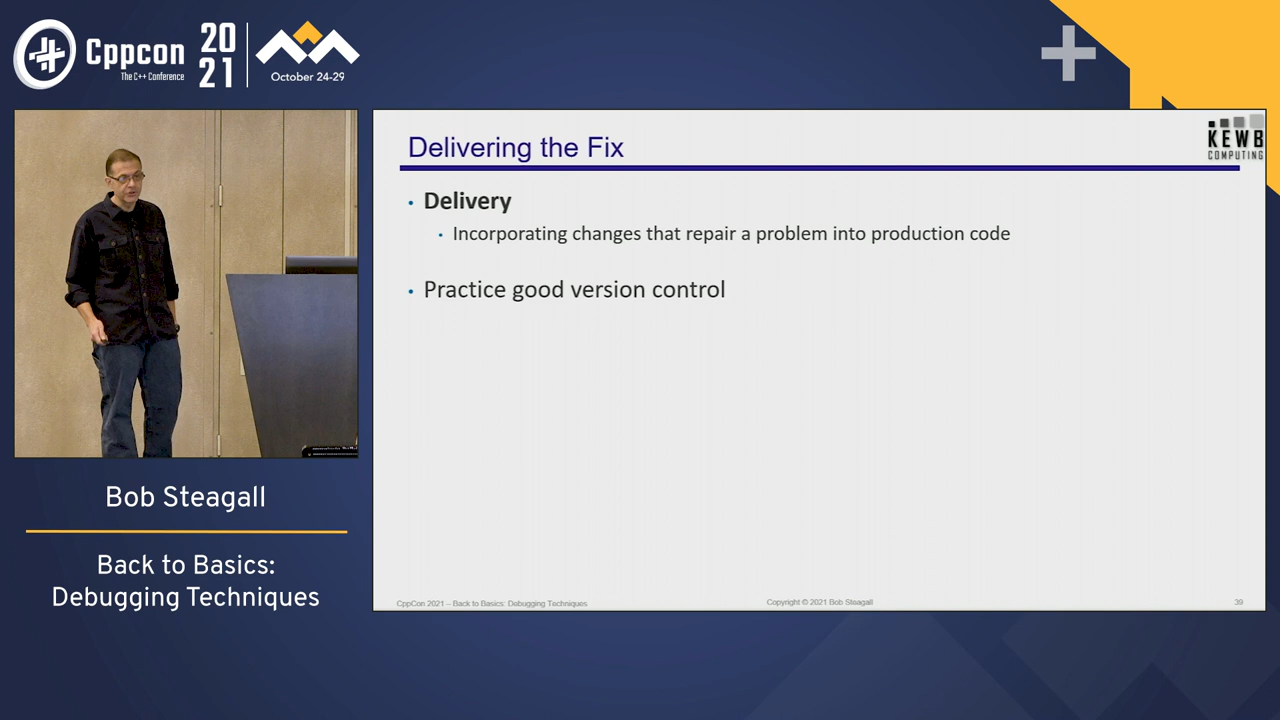 Cppcon
The C++ Conference
20
21
October 24-29
Delivering the Fix
KEWB
COMPUTING
• Delivery
• Incorporating changes that repair a problem into production code
• Practice good version control
CppCon 2021 – Back to Basics: Debugging Techniques
Copyright © 2021 Bob Steagall
39
Bob Steagall
Back to Basics:
Debugging Techniques